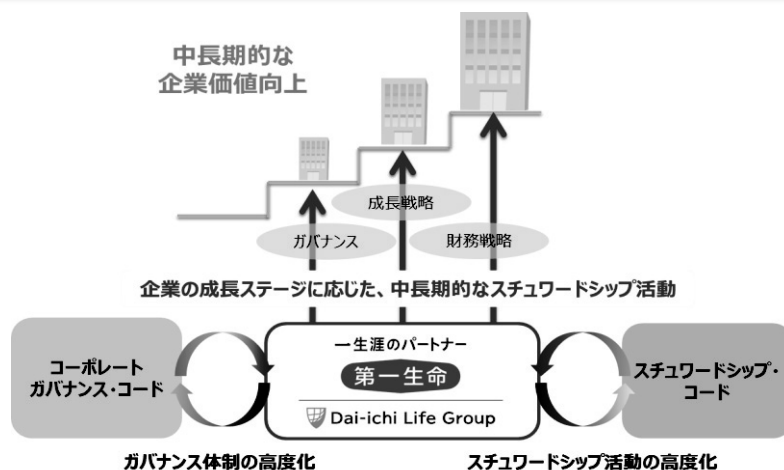 中長期的な
企業価値向上
成長戦略
ガバナンス
財務戦略
企業の成長ステージに応じた、中長期的なスチュワードシップ活動
コーポレート
ガバナンス・コード
一生涯のパートナー
第一生命
Dai-ichi Life Group
スチュワードシップ・
コード
ガバナンス体制の高度化
スチュワードシップ活動の高度化